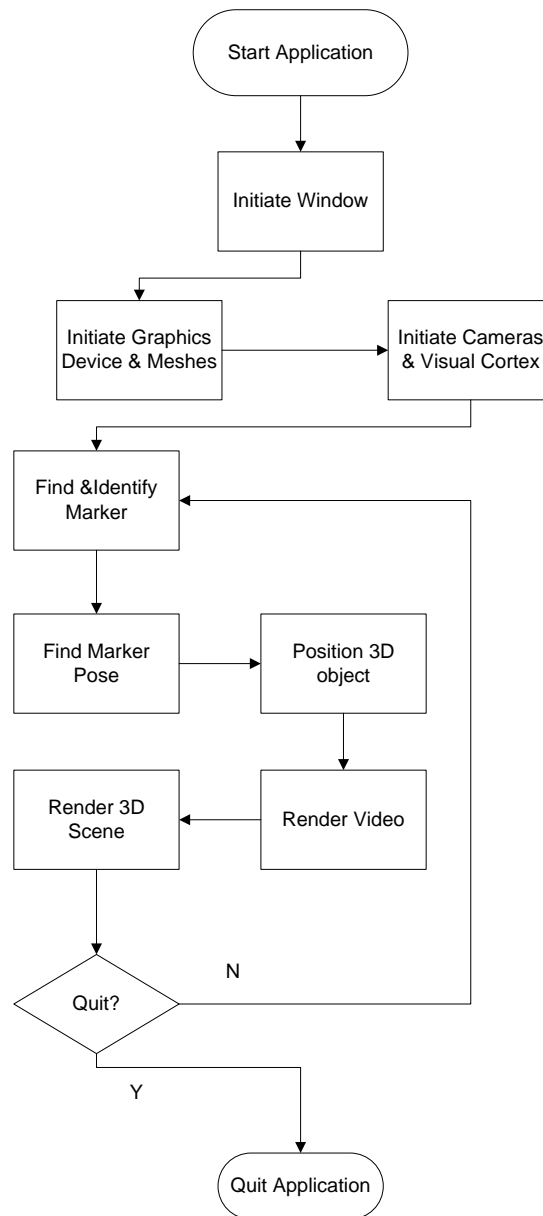 Start Application
Initiate Window
Initiate Graphics
Device & Meshes
Initiate Cameras
& Visual Cortex
Find &Identify
Marker
Find Marker
Pose
Position 3D
object
Render 3D
Scene
Render Video
N
Quit?
Y
Quit Application